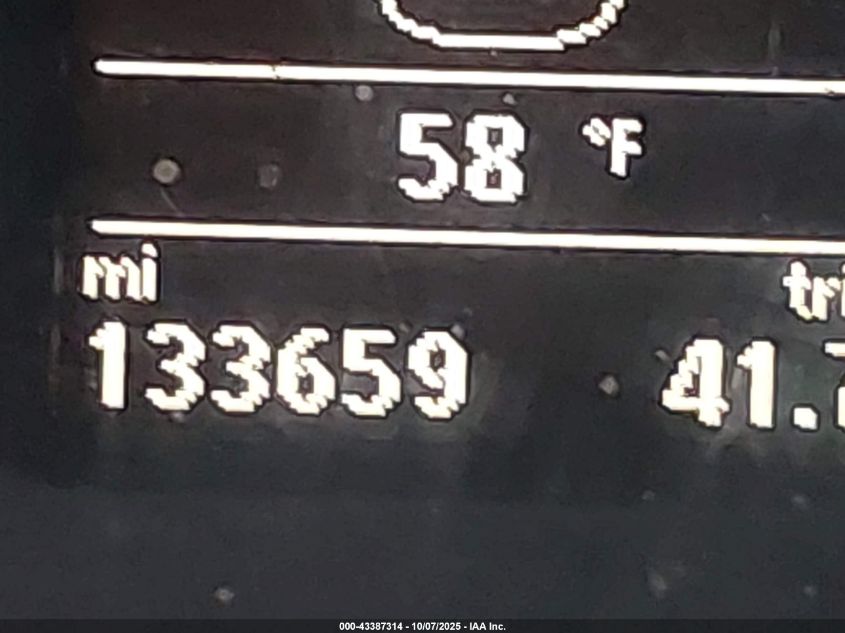 58 °F
mi
133659 41.
000-43387314 - 10/07/2025 - IAA Inc.